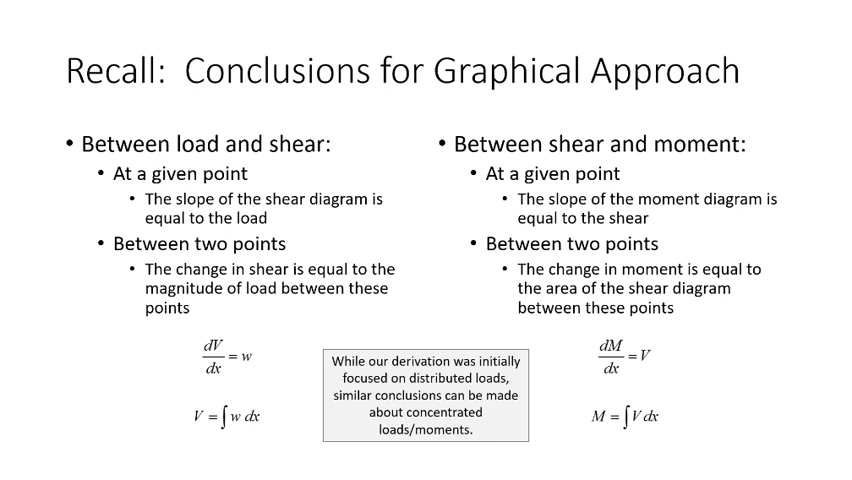 Recall:  Conclusions for Graphical Approach
• Between load and shear:
• At a given point
• The slope of the shear diagram is
equal to the load
• Between two points
• The change in shear is equal to the
magnitude of load between these
points
dV/dx = w
V = ∫ w dx
While our derivation was initially
focused on distributed loads,
similar conclusions can be made
about concentrated
loads/moments.
• Between shear and moment:
• At a given point
• The slope of the moment diagram is
equal to the shear
• Between two points
• The change in moment is equal to
the area of the shear diagram
between these points
dM/dx = V
M = ∫ V dx